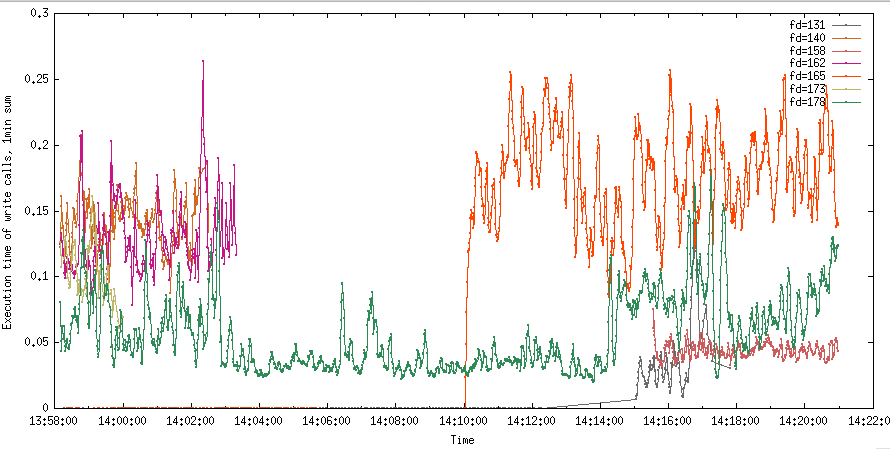 0.3
fd=131
fd=140
fd=158
fd=162
fd=165
fd=173
fd=178
0.25
0.2
0.15
0.1
0.05
0
Execution time of write calls, 1min sum
13:58:00 14:00:00 14:02:00 14:04:00 14:06:00 14:08:00 14:10:00 14:12:00 14:14:00 14:16:00 14:18:00 14:20:00 14:22:0
Time